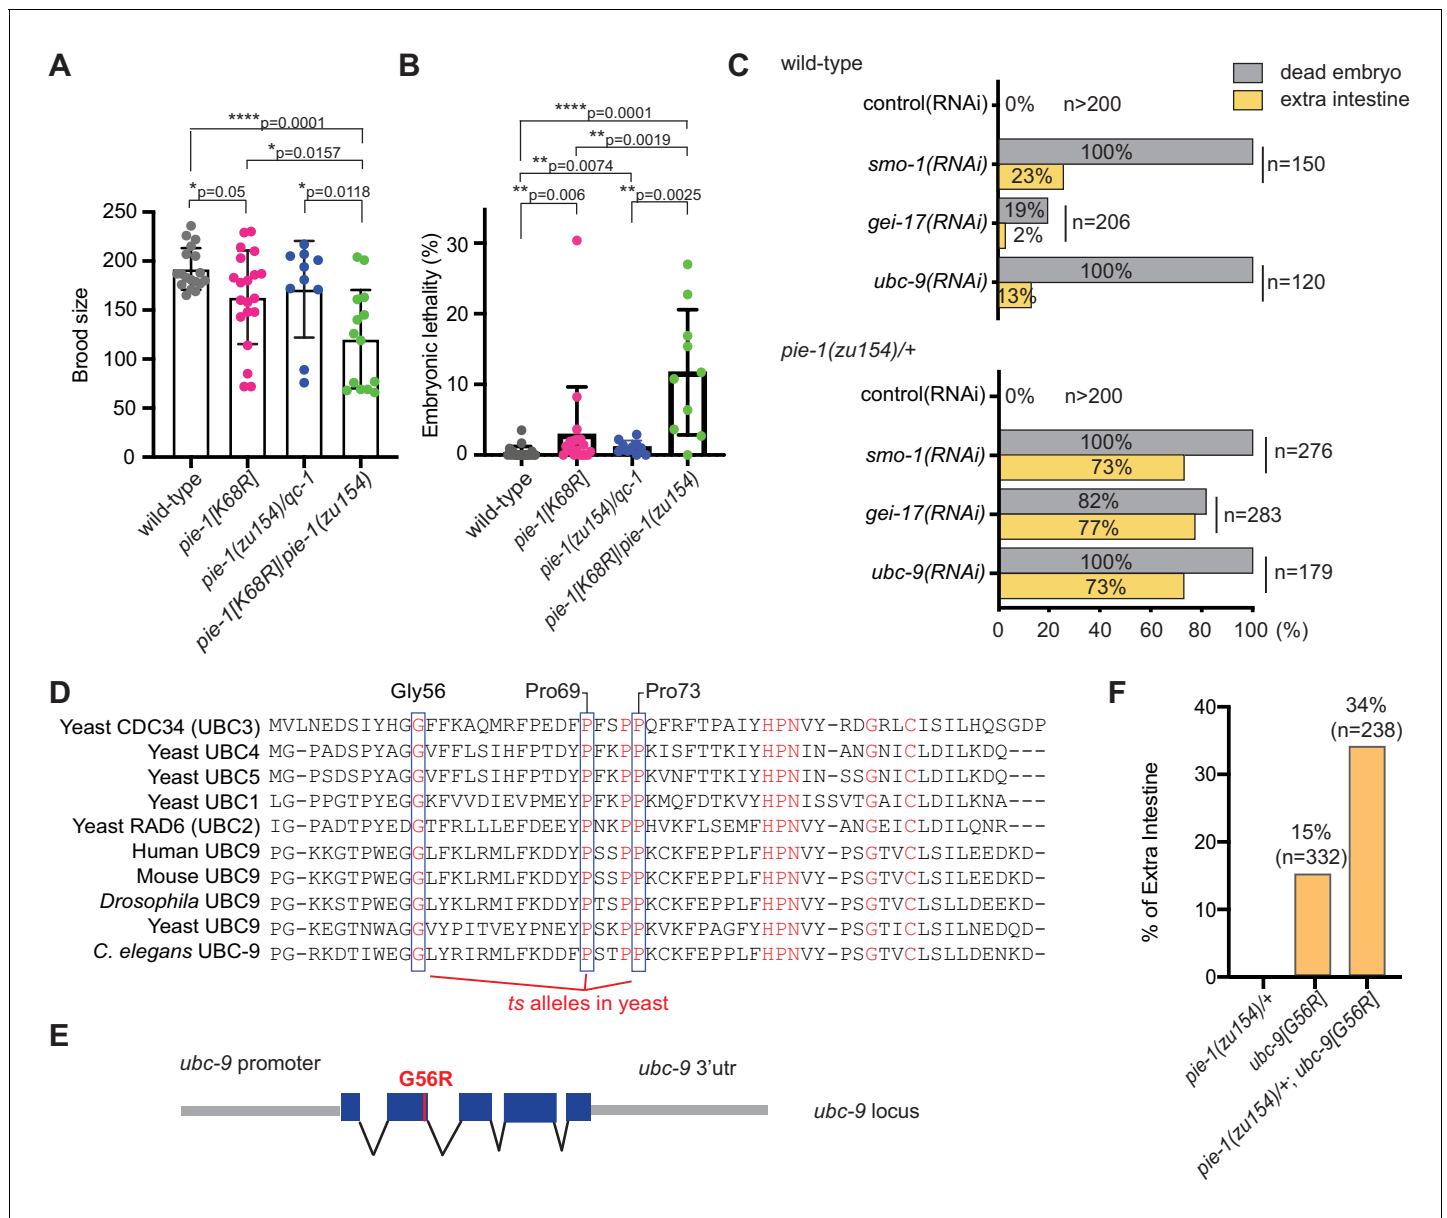 A
****p=0.0001
*p=0.0157
*p=0.05
*p=0.0118
Brood size
250
200
150
100
50
0
wild-type
pie-1[K68R]
pie-1(zu154)/qc-1
pie-1[K68R]/pie-1(zu154)
B
****p=0.0001
**p=0.0019
**p=0.0074
**p=0.006
**p=0.0025
Embryonic lethality (%)
30
20
10
0
wild-type
pie-1[K68R]
pie-1(zu154)/qc-1
pie-1[K68R]/pie-1(zu154)
C
wild-type
dead embryo
extra intestine
control(RNAi) 0% n>200
smo-1(RNAi) 100% 23% n=150
gei-17(RNAi) 19% 2% n=206
ubc-9(RNAi) 100% 13% n=120
pie-1(zu154)/+
control(RNAi) 0% n>200
smo-1(RNAi) 100% 73% n=276
gei-17(RNAi) 82% 77% n=283
ubc-9(RNAi) 100% 73% n=179
0 20 40 60 80 100 (%)
D
Gly56 Pro69 Pro73
Yeast CDC34 (UBC3) MVLNEDSIYHGGFFKAQMRFPEDFPFSPPQFRFTPAIYHPNVY-RDGRLCISILHQSGDP
Yeast UBC4 MG-PADSPYAGGVFFLSIHFPTDYPFKPPKISFTTKIYHPNIN-ANGNICLDILKDQ---
Yeast UBC5 MG-PSDSPYAGGVFFLSIHFPTDYPFKPPKVNFTTKIYHPNIN-SSGNICLDILKDQ---
Yeast UBC1 LG-PPGTPYEGGKFVVDIEVPMEYPFKPPKMQFDTKVYHPNISSVTGAICLDILKNA---
Yeast RAD6 (UBC2) IG-PADTPYEDGTFRLLLEFDEEYPNKPPHVKFLSEMFHPNVY-ANGEICLDILQNR---
Human UBC9 PG-KKGTPWEGGLFKLRMLFKDDYPSSPPKCKFEPPLFHPNVY-PSGTVCLSILEEDKD-
Mouse UBC9 PG-KKGTPWEGGLFKLRMLFKDDYPSSPPKCKFEPPLFHPNVY-PSGTVCLSILEEDKD-
Drosophila UBC9 PG-KKSTPWEGGLYKLRMIFKDDYPTSPPKCKFEPPLFHPNVY-PSGTVCLSLLDEEKD-
Yeast UBC9 PG-KEGTNWAGGVYPITVEYPNEYPSKPPKVKFPAGFYHPNVY-PSGTICLSILNEDQD-
C. elegans UBC-9 PG-RKDTIWEGGLYRIRMLFKDDFPSTPPKCKFEPPLFHPNVY-PSGTVCLSLLDENKD-
ts alleles in yeast
E
ubc-9 promoter
G56R
ubc-9 3'utr
ubc-9 locus
F
% of Extra Intestine
40
30
20
10
0
15%
(n=332)
34%
(n=238)
pie-1(zu154)/+
ubc-9[G56R]
pie-1(zu154)/+; ubc-9[G56R]